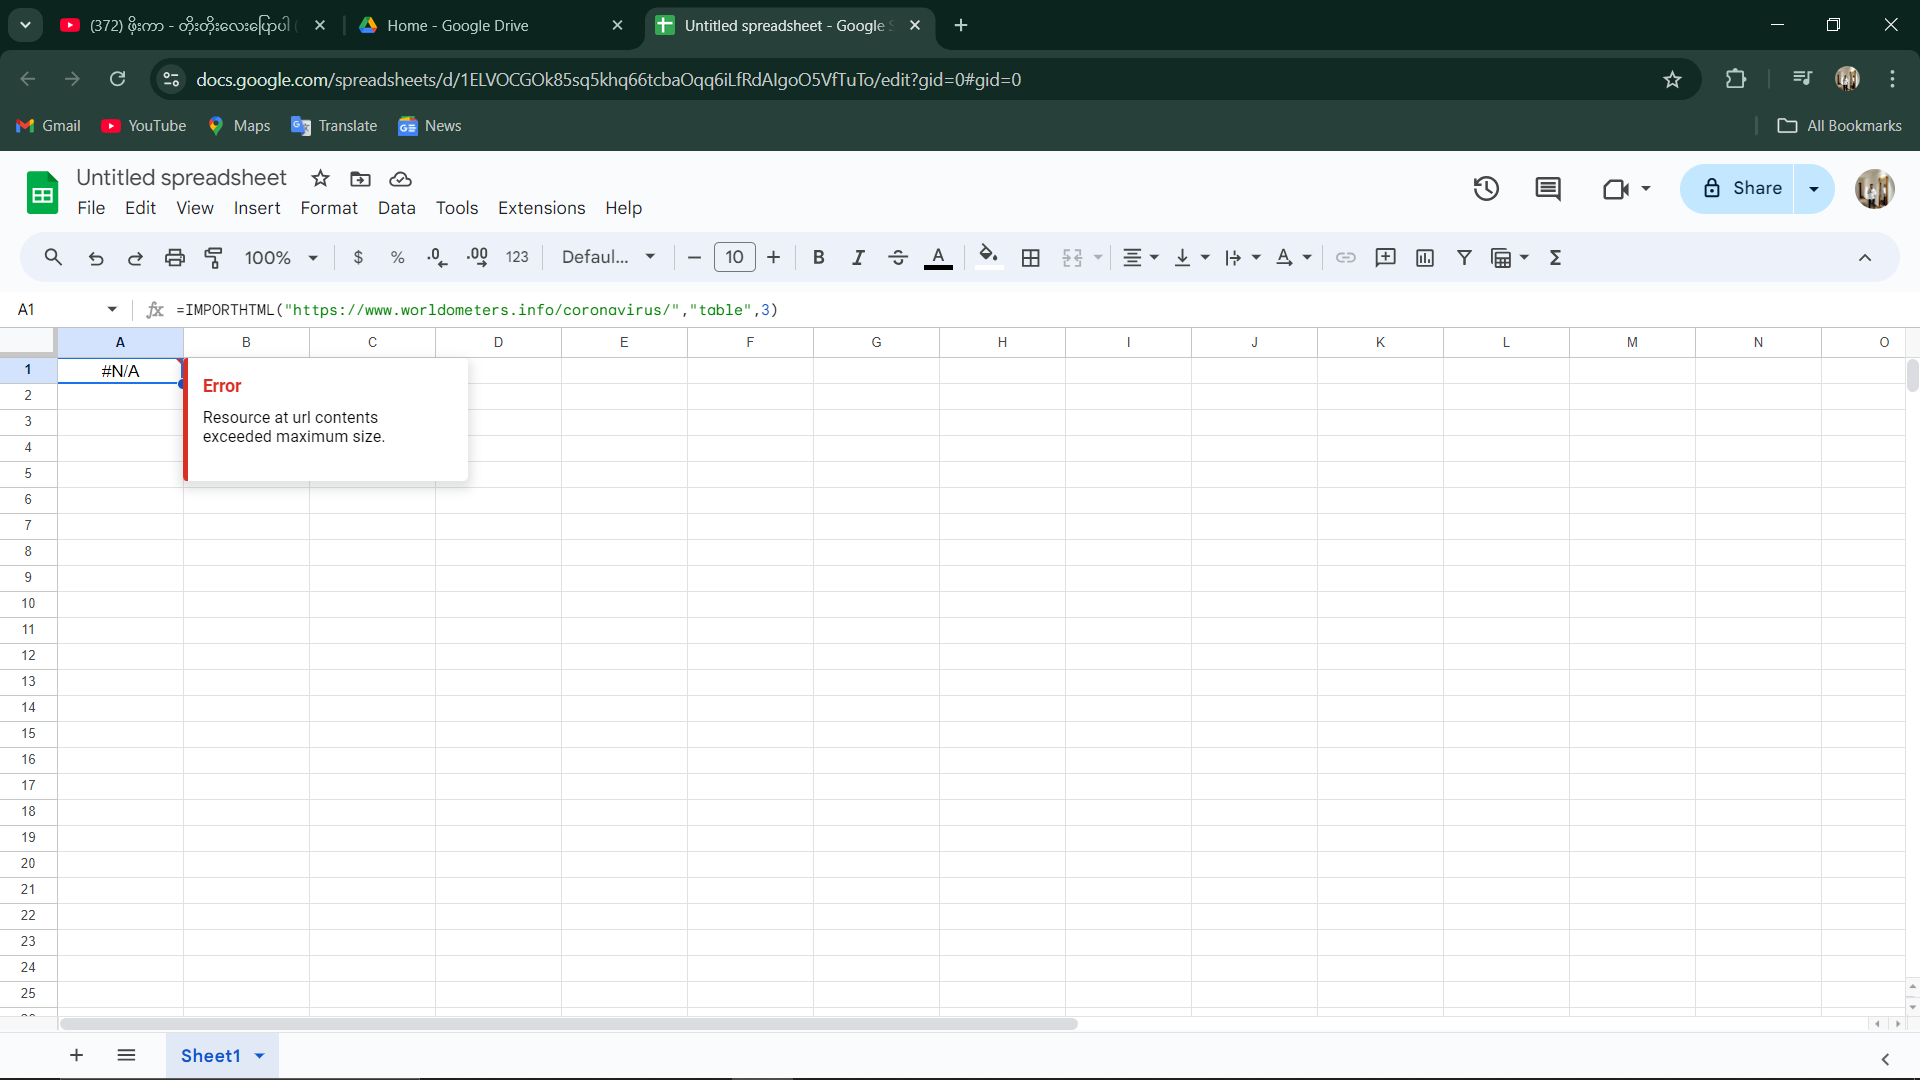 (372) ဖိုးကာ - တိုးတိုးလေးပြောပါ (
Home - Google Drive
Untitled spreadsheet - Google S
docs.google.com/spreadsheets/d/1ELVOCGOk85sq5khq66tcbaOqq6iLfRdAIgoO5VfTuTo/edit?gid=0#gid=0
Gmail YouTube Maps Translate News All Bookmarks
Untitled spreadsheet
File Edit View Insert Format Data Tools Extensions Help
Share
100% $ % .0 .00 123 Defaul... 10 B I S A Σ
A1 fx =IMPORTHTML("https://www.worldometers.info/coronavirus/","table",3)
A B C D E F G H I J K L M N O
1 #N/A
Error
Resource at url contents
exceeded maximum size.
2
3
4
5
6
7
8
9
10
11
12
13
14
15
16
17
18
19
20
21
22
23
24
25
Sheet1